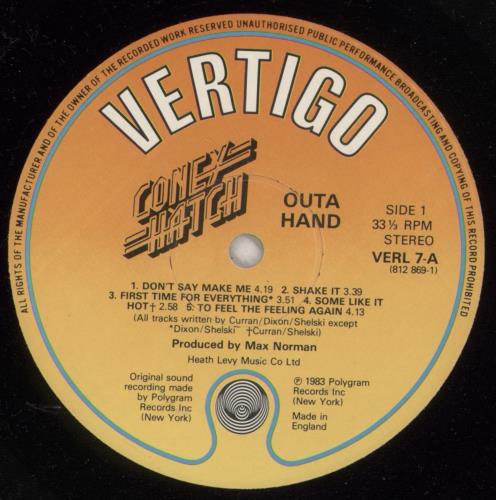 ALL RIGHTS OF THE MANUFACTURER AND OF THE OWNER OF THE RECORDED WORK RESERVED UNAUTHORISED PUBLIC PERFORMANCE BROADCASTING AND COPYING OF THIS RECORD PROHIBITED
VERTIGO
CONEY
HATCH
OUTA
HAND
SIDE 1
33 ⅓ RPM
STEREO
VERL 7-A
(812 869-1)
1. DON'T SAY MAKE ME 4.19 2. SHAKE IT 3.39
3. FIRST TIME FOR EVERYTHING* 3.51 4. SOME LIKE IT
HOT† 2.58 5: TO FEEL THE FEELING AGAIN 4.13
(All tracks written by Curran/Dixon/Shelski except
*Dixon/Shelski †Curran/Shelski)
Produced by Max Norman
Heath Levy Music Co Ltd
Original sound
recording made
by Polygram
Records Inc
(New York)
℗ 1983 Polygram
Records Inc
(New York)
Made in
England